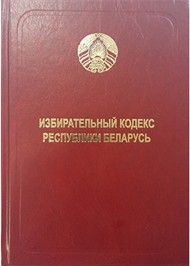 ИЗБИРАТЕЛЬНЫЙ КОДЕКС
РЕСПУБЛИКИ БЕЛАРУСЬ